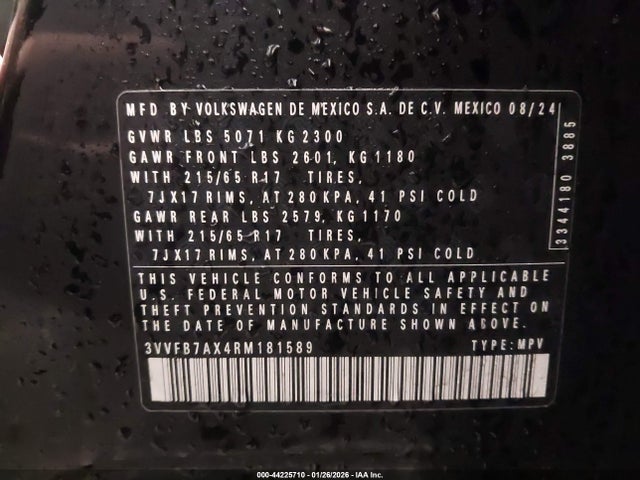 MFD BY VOLKSWAGEN DE MEXICO S.A. DE C.V. MEXICO 08/24
GVWR LBS 5071 KG 2300
GAWR FRONT LBS 2601, KG 1180
WITH 215/65 R17 TIRES,
7JX17 RIMS, AT 280 KPA, 41 PSI COLD
GAWR REAR LBS 2579, KG 1170
WITH 215/65 R17 TIRES,
7JX17 RIMS, AT 280 KPA, 41 PSI COLD
3344180 3885
THIS VEHICLE CONFORMS TO ALL APPLICABLE
U.S. FEDERAL MOTOR VEHICLE SAFETY AND
THEFT PREVENTION STANDARDS IN EFFECT ON
THE DATE OF MANUFACTURE SHOWN ABOVE.
3VVFB7AX4RM181589 TYPE: MPV
000-44225710 - 01/26/2026 - IAA Inc.